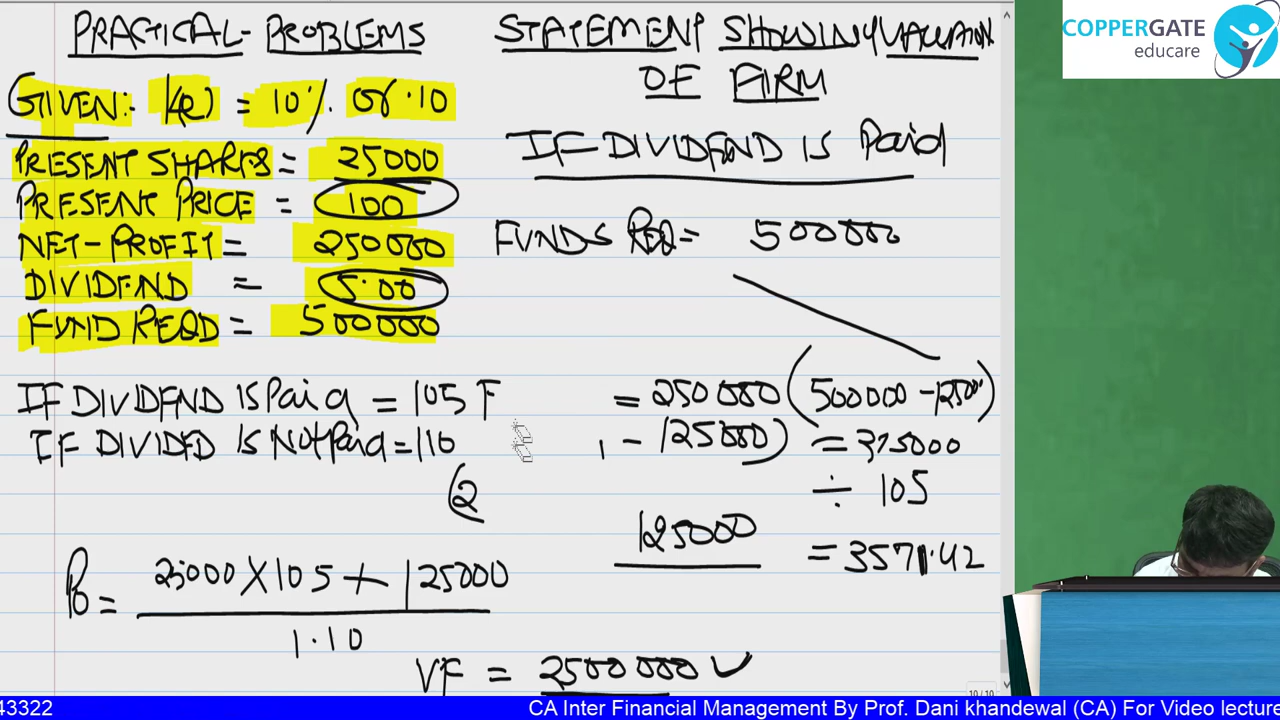 PRACTICAL- PROBLEMS
GIVEN:- Ke) = 10% or .10
PRESENT SHARES = 25000
PRESENT PRICE = 100
NET-PROFIT = 250000
DIVIDEND = 5.00
FUND REQD = 500000
IF DIVIDEND IS Paid = 105 F
IF DIVIDED IS Not Paid = 110
(2
P0 = 25000 X 105 + 125000
1.10
VF = 2500000 ✓
STATEMENT SHOWING VALUATION
OF FIRM
IF DIVIDEND IS Paid
FUNDS REQ = 500000
= 250000 (500000 - 125000)
- 125000) = 375000
÷ 105
125000
= 3571.42
COPPERGATE
educare
43322
CA Inter Financial Management By Prof. Dani khandewal (CA) For Video lecture